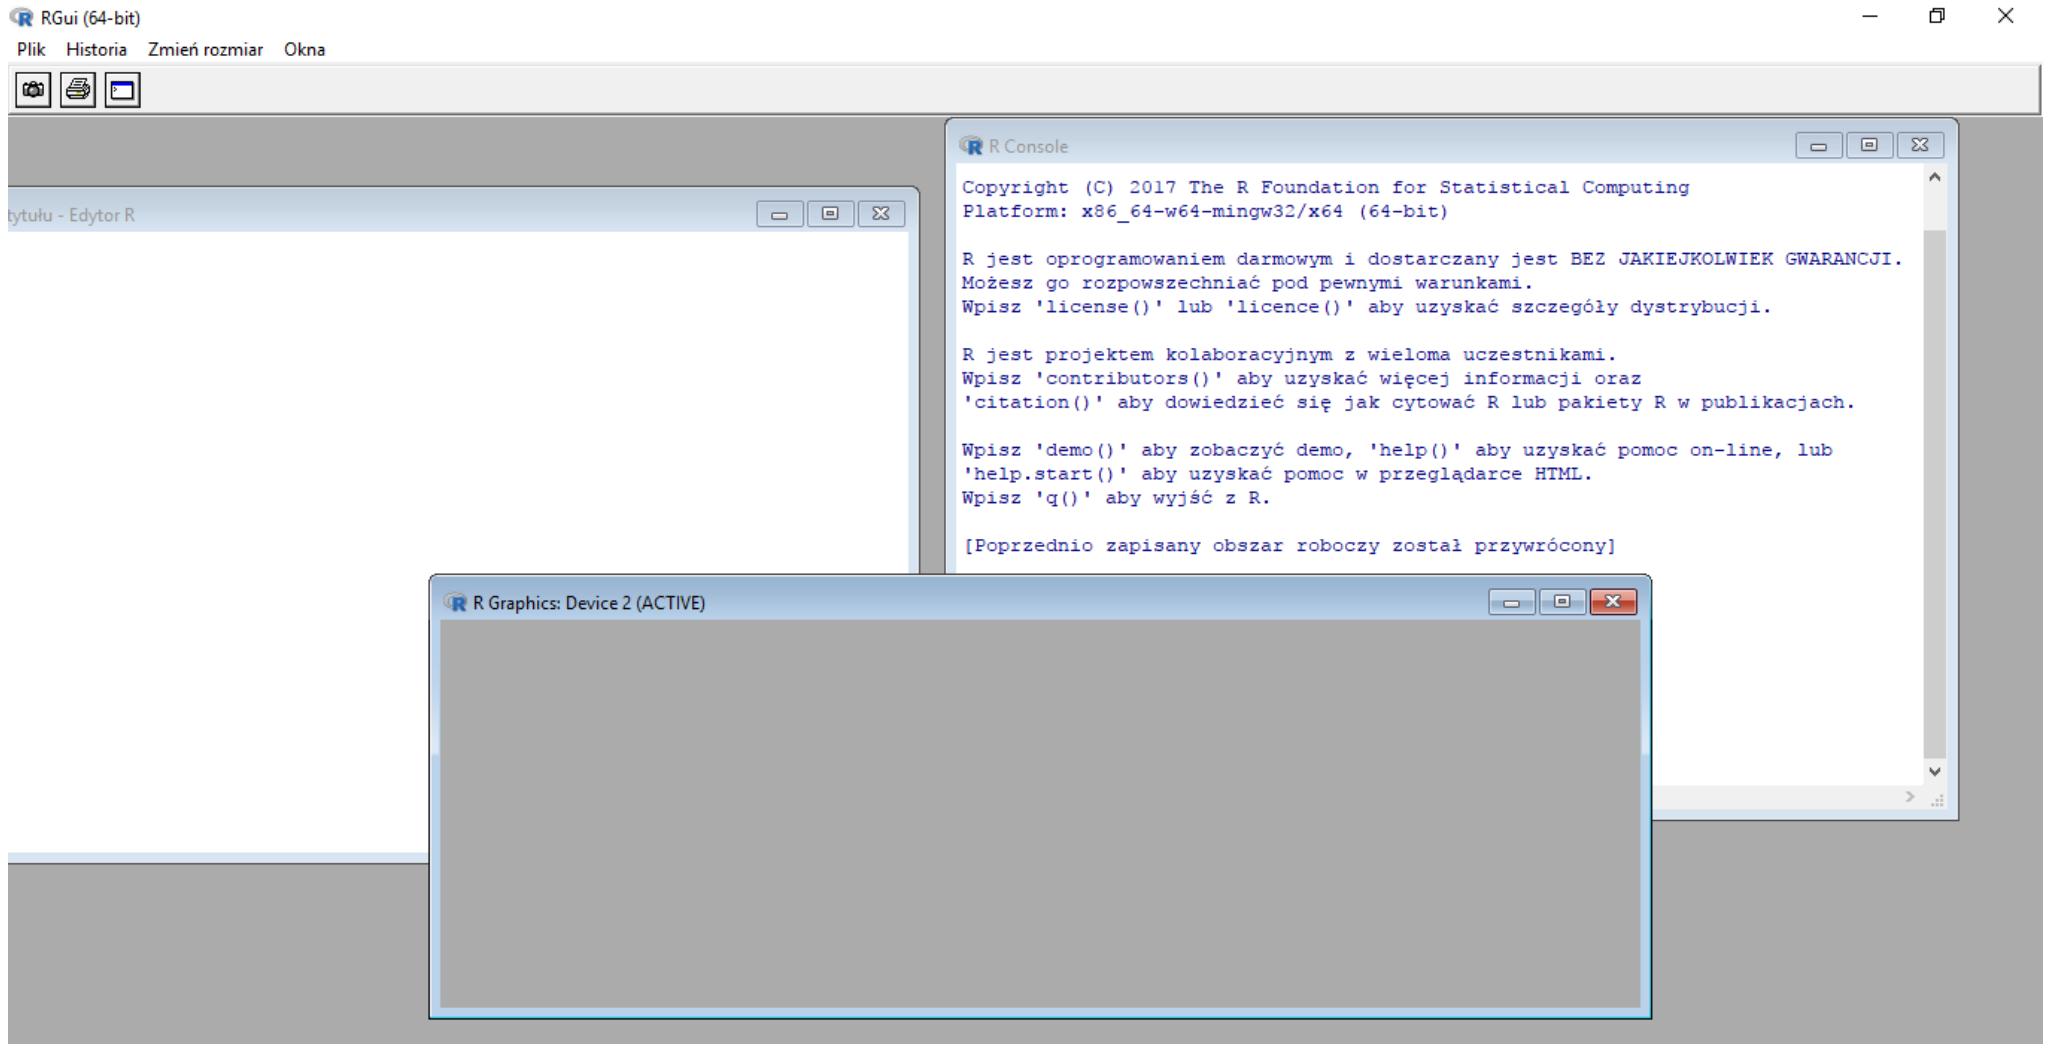 RGui (64-bit)
Plik Historia Zmień rozmiar Okna
tytułu - Edytor R
R Console
Copyright (C) 2017 The R Foundation for Statistical Computing
Platform: x86_64-w64-mingw32/x64 (64-bit)
R jest oprogramowaniem darmowym i dostarczany jest BEZ JAKIEJKOLWIEK GWARANCJI.
Możesz go rozpowszechniać pod pewnymi warunkami.
Wpisz 'license()' lub 'licence()' aby uzyskać szczegóły dystrybucji.
R jest projektem kolaboracyjnym z wieloma uczestnikami.
Wpisz 'contributors()' aby uzyskać więcej informacji oraz
'citation()' aby dowiedzieć się jak cytować R lub pakiety R w publikacjach.
Wpisz 'demo()' aby zobaczyć demo, 'help()' aby uzyskać pomoc on-line, lub
'help.start()' aby uzyskać pomoc w przeglądarce HTML.
Wpisz 'q()' aby wyjść z R.
[Poprzednio zapisany obszar roboczy został przywrócony]
R Graphics: Device 2 (ACTIVE)